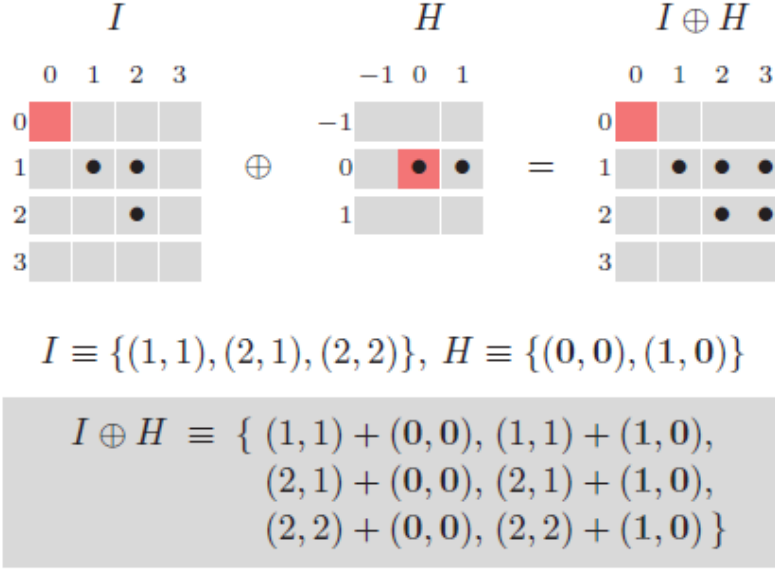 I H I ⊕ H
0 1 2 3 −1 0 1 0 1 2 3
0 −1 0
1 ⊕ 0 = 1
2 1 2
3 3
I ≡ {(1, 1), (2, 1), (2, 2)}, H ≡ {(0, 0), (1, 0)}
I ⊕ H ≡ { (1, 1) + (0, 0), (1, 1) + (1, 0),
(2, 1) + (0, 0), (2, 1) + (1, 0),
(2, 2) + (0, 0), (2, 2) + (1, 0) }